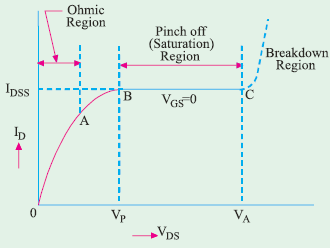 Ohmic
Region
Pinch off
(Saturation)
Region
Breakdown
Region
I_DSS
B
C
V_GS=0
A
I_D
0
V_P
V_A
V_DS